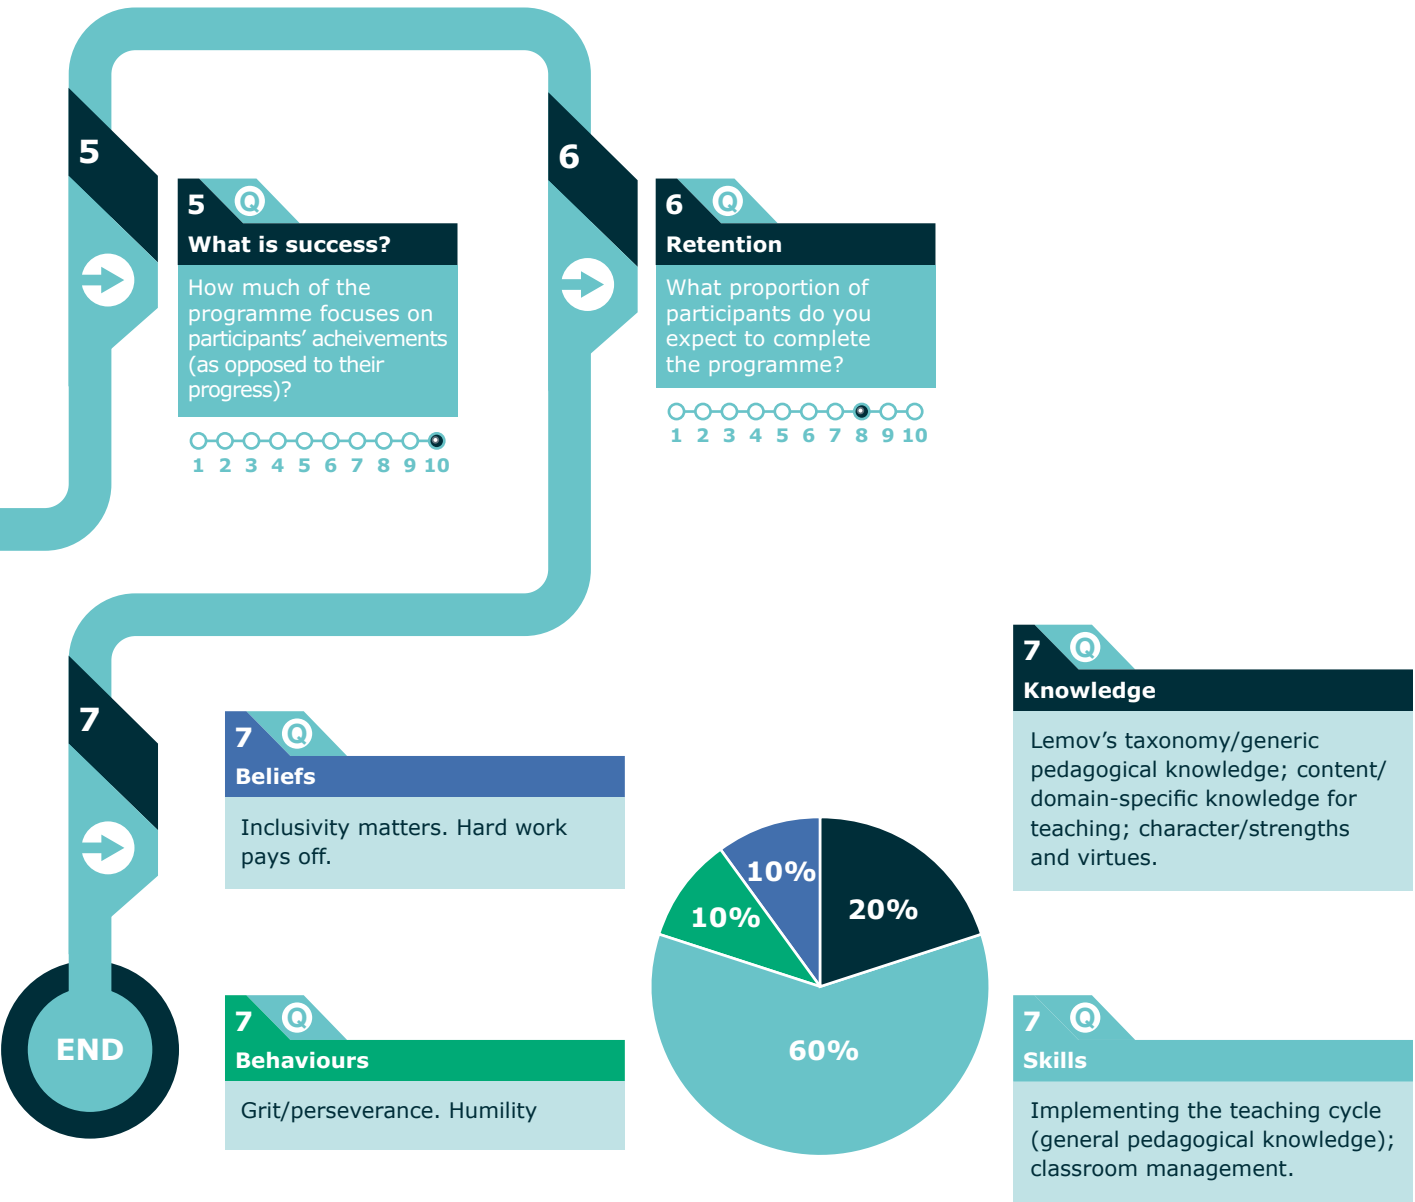 5
5 Q
What is success?
How much of the
programme focuses on
participants’ acheivements
(as opposed to their
progress)?
1 2 3 4 5 6 7 8 9 10
6
6 Q
Retention
What proportion of
participants do you
expect to complete
the programme?
1 2 3 4 5 6 7 8 9 10
7
7 Q
Beliefs
Inclusivity matters. Hard work
pays off.
7 Q
Behaviours
Grit/perseverance. Humility
END
10%
20%
10%
60%
7 Q
Knowledge
Lemov’s taxonomy/generic
pedagogical knowledge; content/
domain-specific knowledge for
teaching; character/strengths
and virtues.
7 Q
Skills
Implementing the teaching cycle
(general pedagogical knowledge);
classroom management.